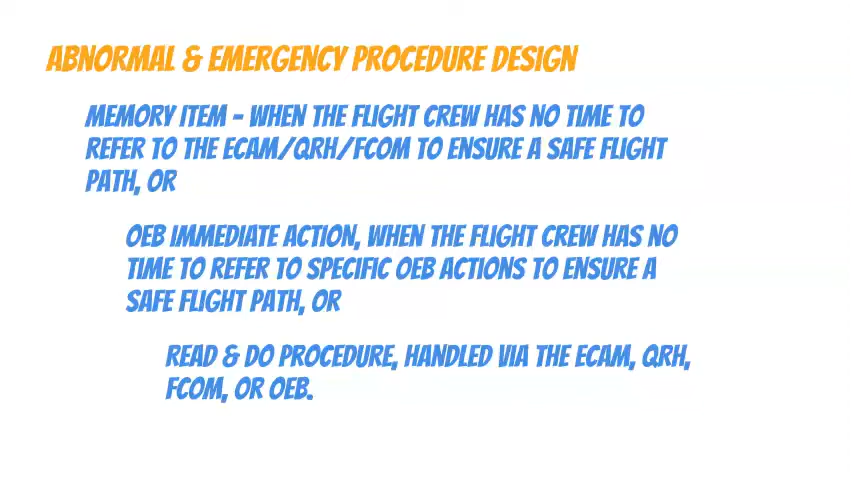 ABNORMAL & EMERGENCY PROCEDURE DESIGN
MEMORY ITEM - WHEN THE FLIGHT CREW HAS NO TIME TO
REFER TO THE ECAM/QRH/FCOM TO ENSURE A SAFE FLIGHT
PATH, OR
OEB IMMEDIATE ACTION, WHEN THE FLIGHT CREW HAS NO
TIME TO REFER TO SPECIFIC OEB ACTIONS TO ENSURE A
SAFE FLIGHT PATH, OR
READ & DO PROCEDURE, HANDLED VIA THE ECAM, QRH,
FCOM, OR OEB.